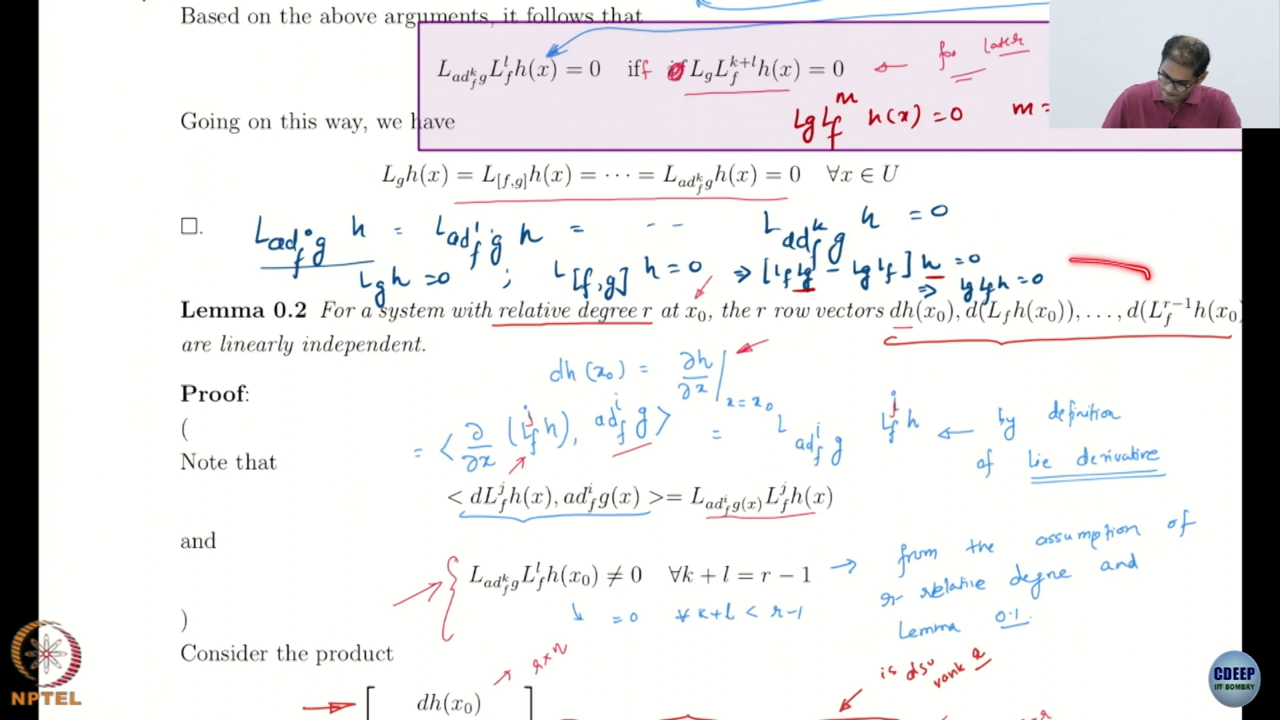 Based on the above arguments, it follows that
L_{ad_f^k g} L_f^l h(x) = 0 iff L_g L_f^{k+l} h(x) = 0 ← for later
L_g L_f^m h(x) = 0 m =
Going on this way, we have
L_g h(x) = L_{[f,g]} h(x) = ··· = L_{ad_f^k g} h(x) = 0 ∀x ∈ U
□.
L_{ad_f^0 g} h = L_{ad_f^1 g} h = -- L_{ad_f^k g} h = 0
L_g h = 0 ; L_{[f,g]} h = 0 ⇒ [L_f L_g - L_g L_f] h = 0
⇒ L_g L_f h = 0
Lemma 0.2 For a system with relative degree r at x_0, the r row vectors dh(x_0), d(L_f h(x_0)), ..., d(L_f^{r-1} h(x_0)
are linearly independent.
dh(x_0) = ∂h/∂x |_{x=x_0}
Proof:
(
= < ∂/∂x (L_f^j h), ad_f^i g > = L_{ad_f^i g} L_f^j h ← by definition
of Lie derivative
Note that
< dL_f^j h(x), ad_f^i g(x) >= L_{ad_f^i g(x)} L_f^j h(x)
and
L_{ad_f^k g} L_f^l h(x_0) ≠ 0 ∀k + l = r − 1 → from the assumption of
= 0 ∀ k+l < r-1
r relative degree and
Lemma 0.1
)
Consider the product
r×n
is also
rank r
dh(x_0)
NPTEL
CDEEP
IIT BOMBAY